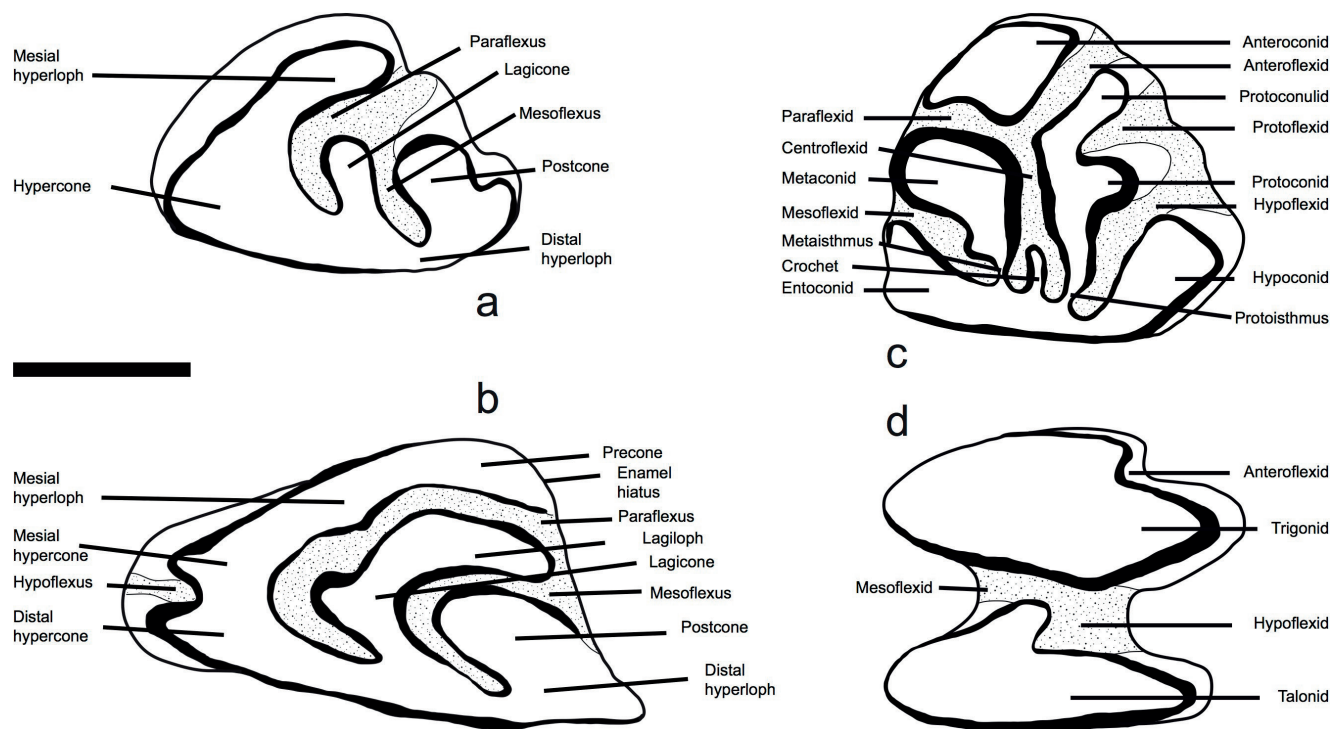 Mesial
hyperloph
Hypercone
Paraflexus
Lagicone
Mesoflexus
Postcone
Distal
hyperloph
a
Paraflexid
Centroflexid
Metaconid
Mesoflexid
Metaisthmus
Crochet
Entoconid
Anteroconid
Anteroflexid
Protoconulid
Protoflexid
Protoconid
Hypoflexid
Hypoconid
Protoisthmus
c
b
Mesial
hyperloph
Mesial
hypercone
Hypoflexus
Distal
hypercone
Precone
Enamel
hiatus
Paraflexus
Lagiloph
Lagicone
Mesoflexus
Postcone
Distal
hyperloph
d
Mesoflexid
Anteroflexid
Trigonid
Hypoflexid
Talonid